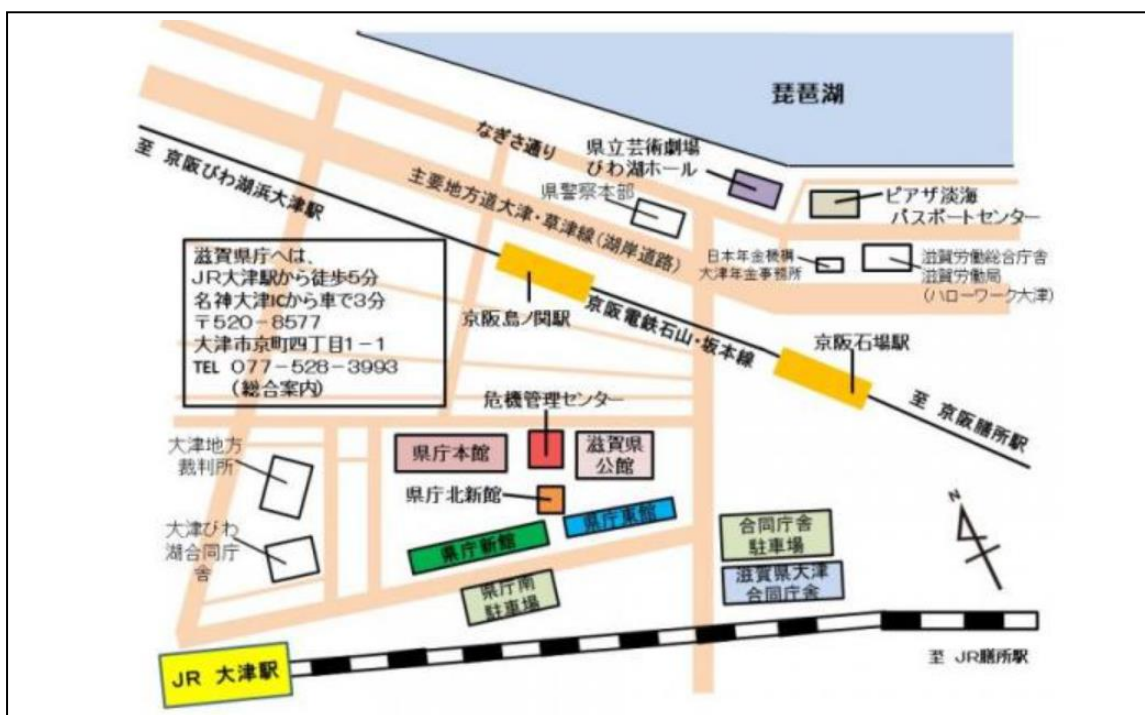 琵琶湖
なぎさ通り
県立芸術劇場
びわ湖ホール
至 京阪びわ湖浜大津駅
主要地方道大津・草津線(湖岸道路)
県警察本部
ピアザ淡海
パスポートセンター
日本年金機構
大津年金事務所
滋賀労働総合庁舎
滋賀労働局
(ハローワーク大津)
滋賀県庁へは、
JR大津駅から徒歩5分
名神大津ICから車で3分
〒520-8577
大津市京町四丁目1-1
TEL 077-528-3993
(総合案内)
京阪島ノ関駅
京阪電鉄石山・坂本線
京阪石場駅
至 京阪膳所駅
危機管理センター
大津地方
裁判所
県庁本館
滋賀県
公館
県庁北新館
N
大津びわ
湖合同庁
舎
県庁新館
県庁東館
合同庁舎
駐車場
県庁南
駐車場
滋賀県大津
合同庁舎
JR 大津駅
至 JR膳所駅